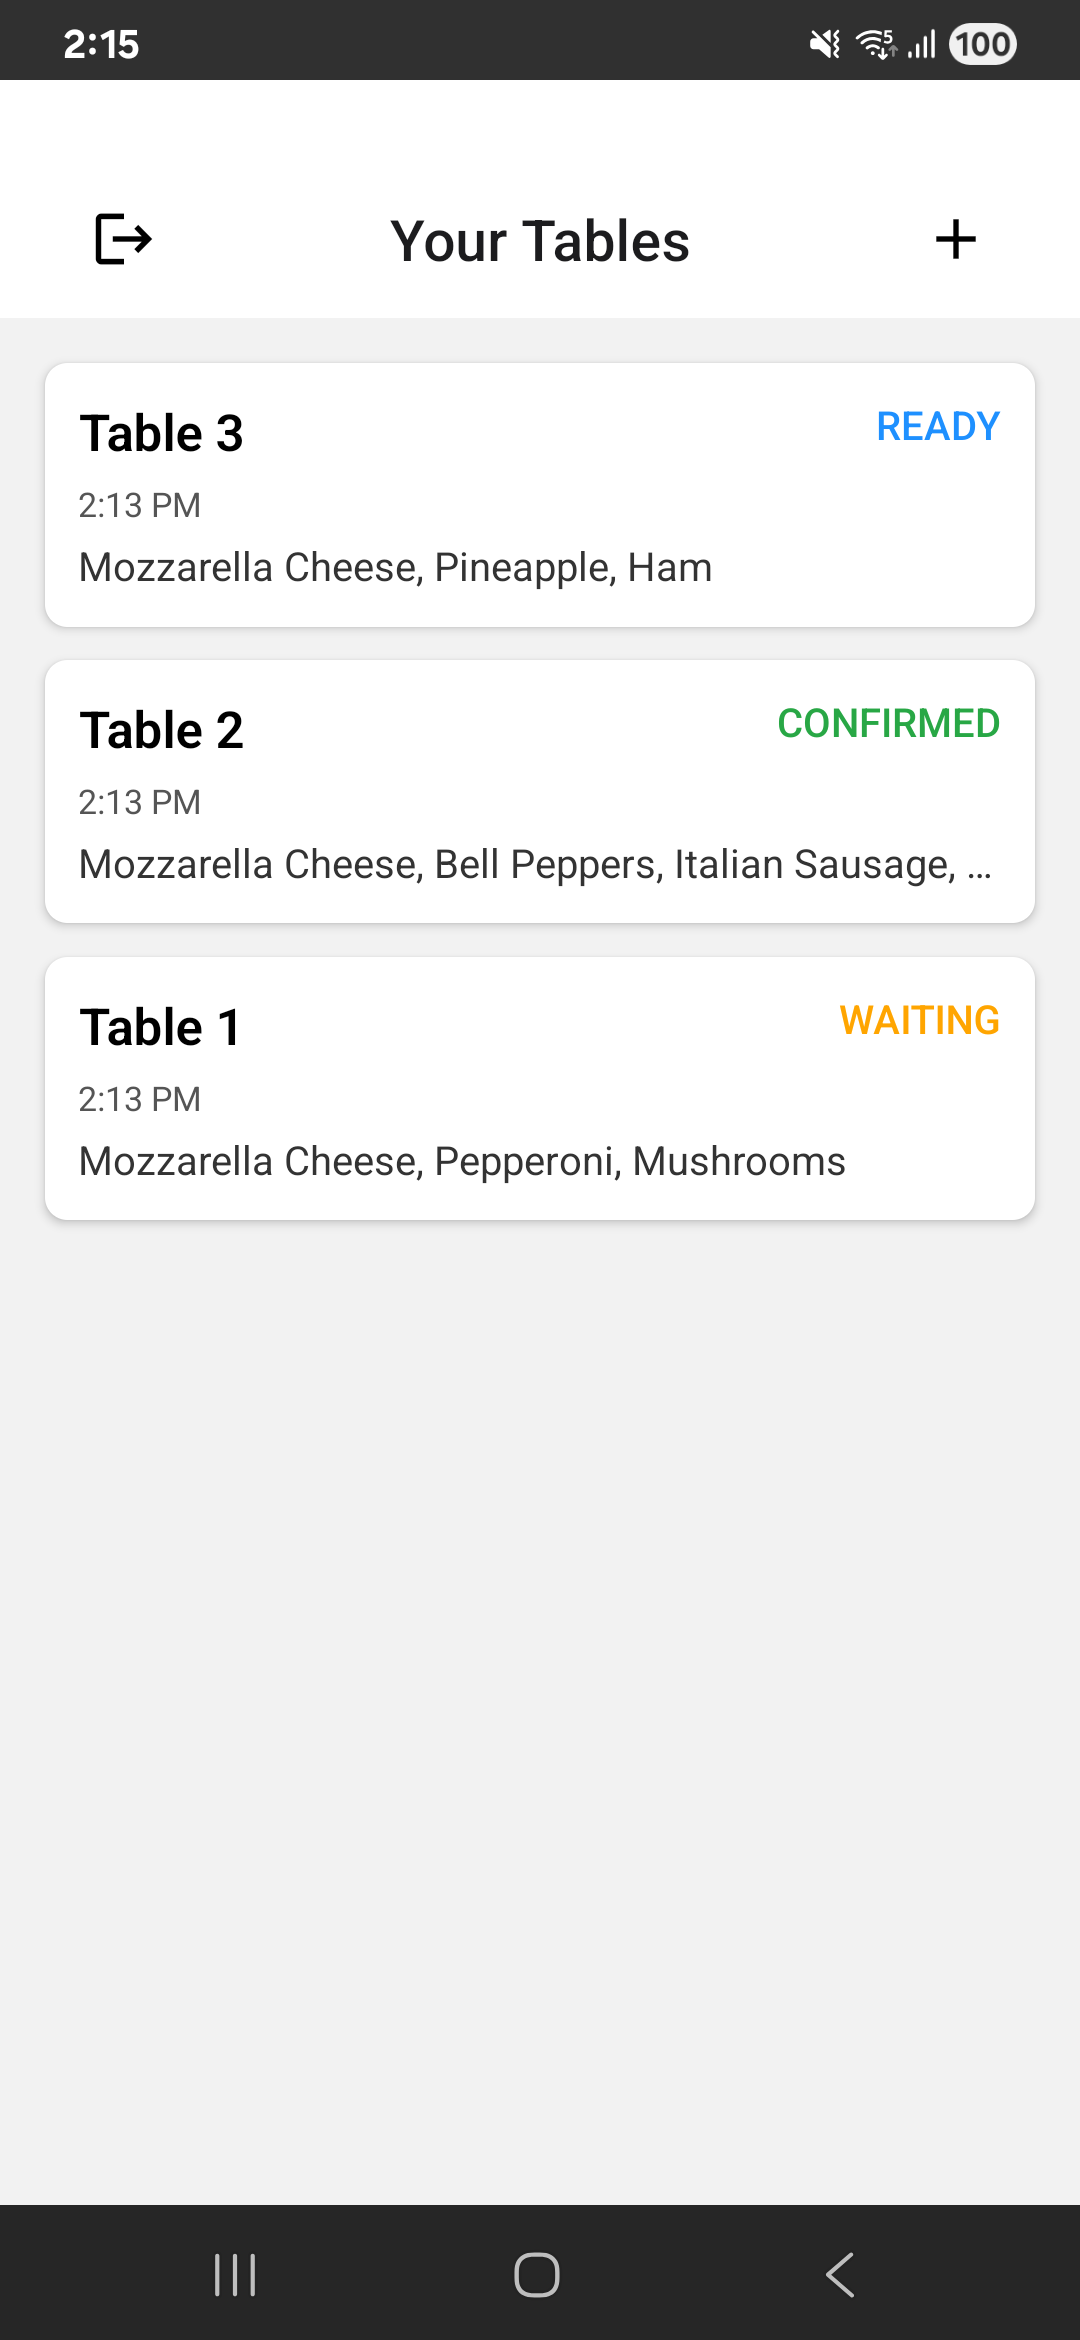 2:15
5
100
Your Tables
Table 3
READY
2:13 PM
Mozzarella Cheese, Pineapple, Ham
Table 2
CONFIRMED
2:13 PM
Mozzarella Cheese, Bell Peppers, Italian Sausage, ...
Table 1
WAITING
2:13 PM
Mozzarella Cheese, Pepperoni, Mushrooms